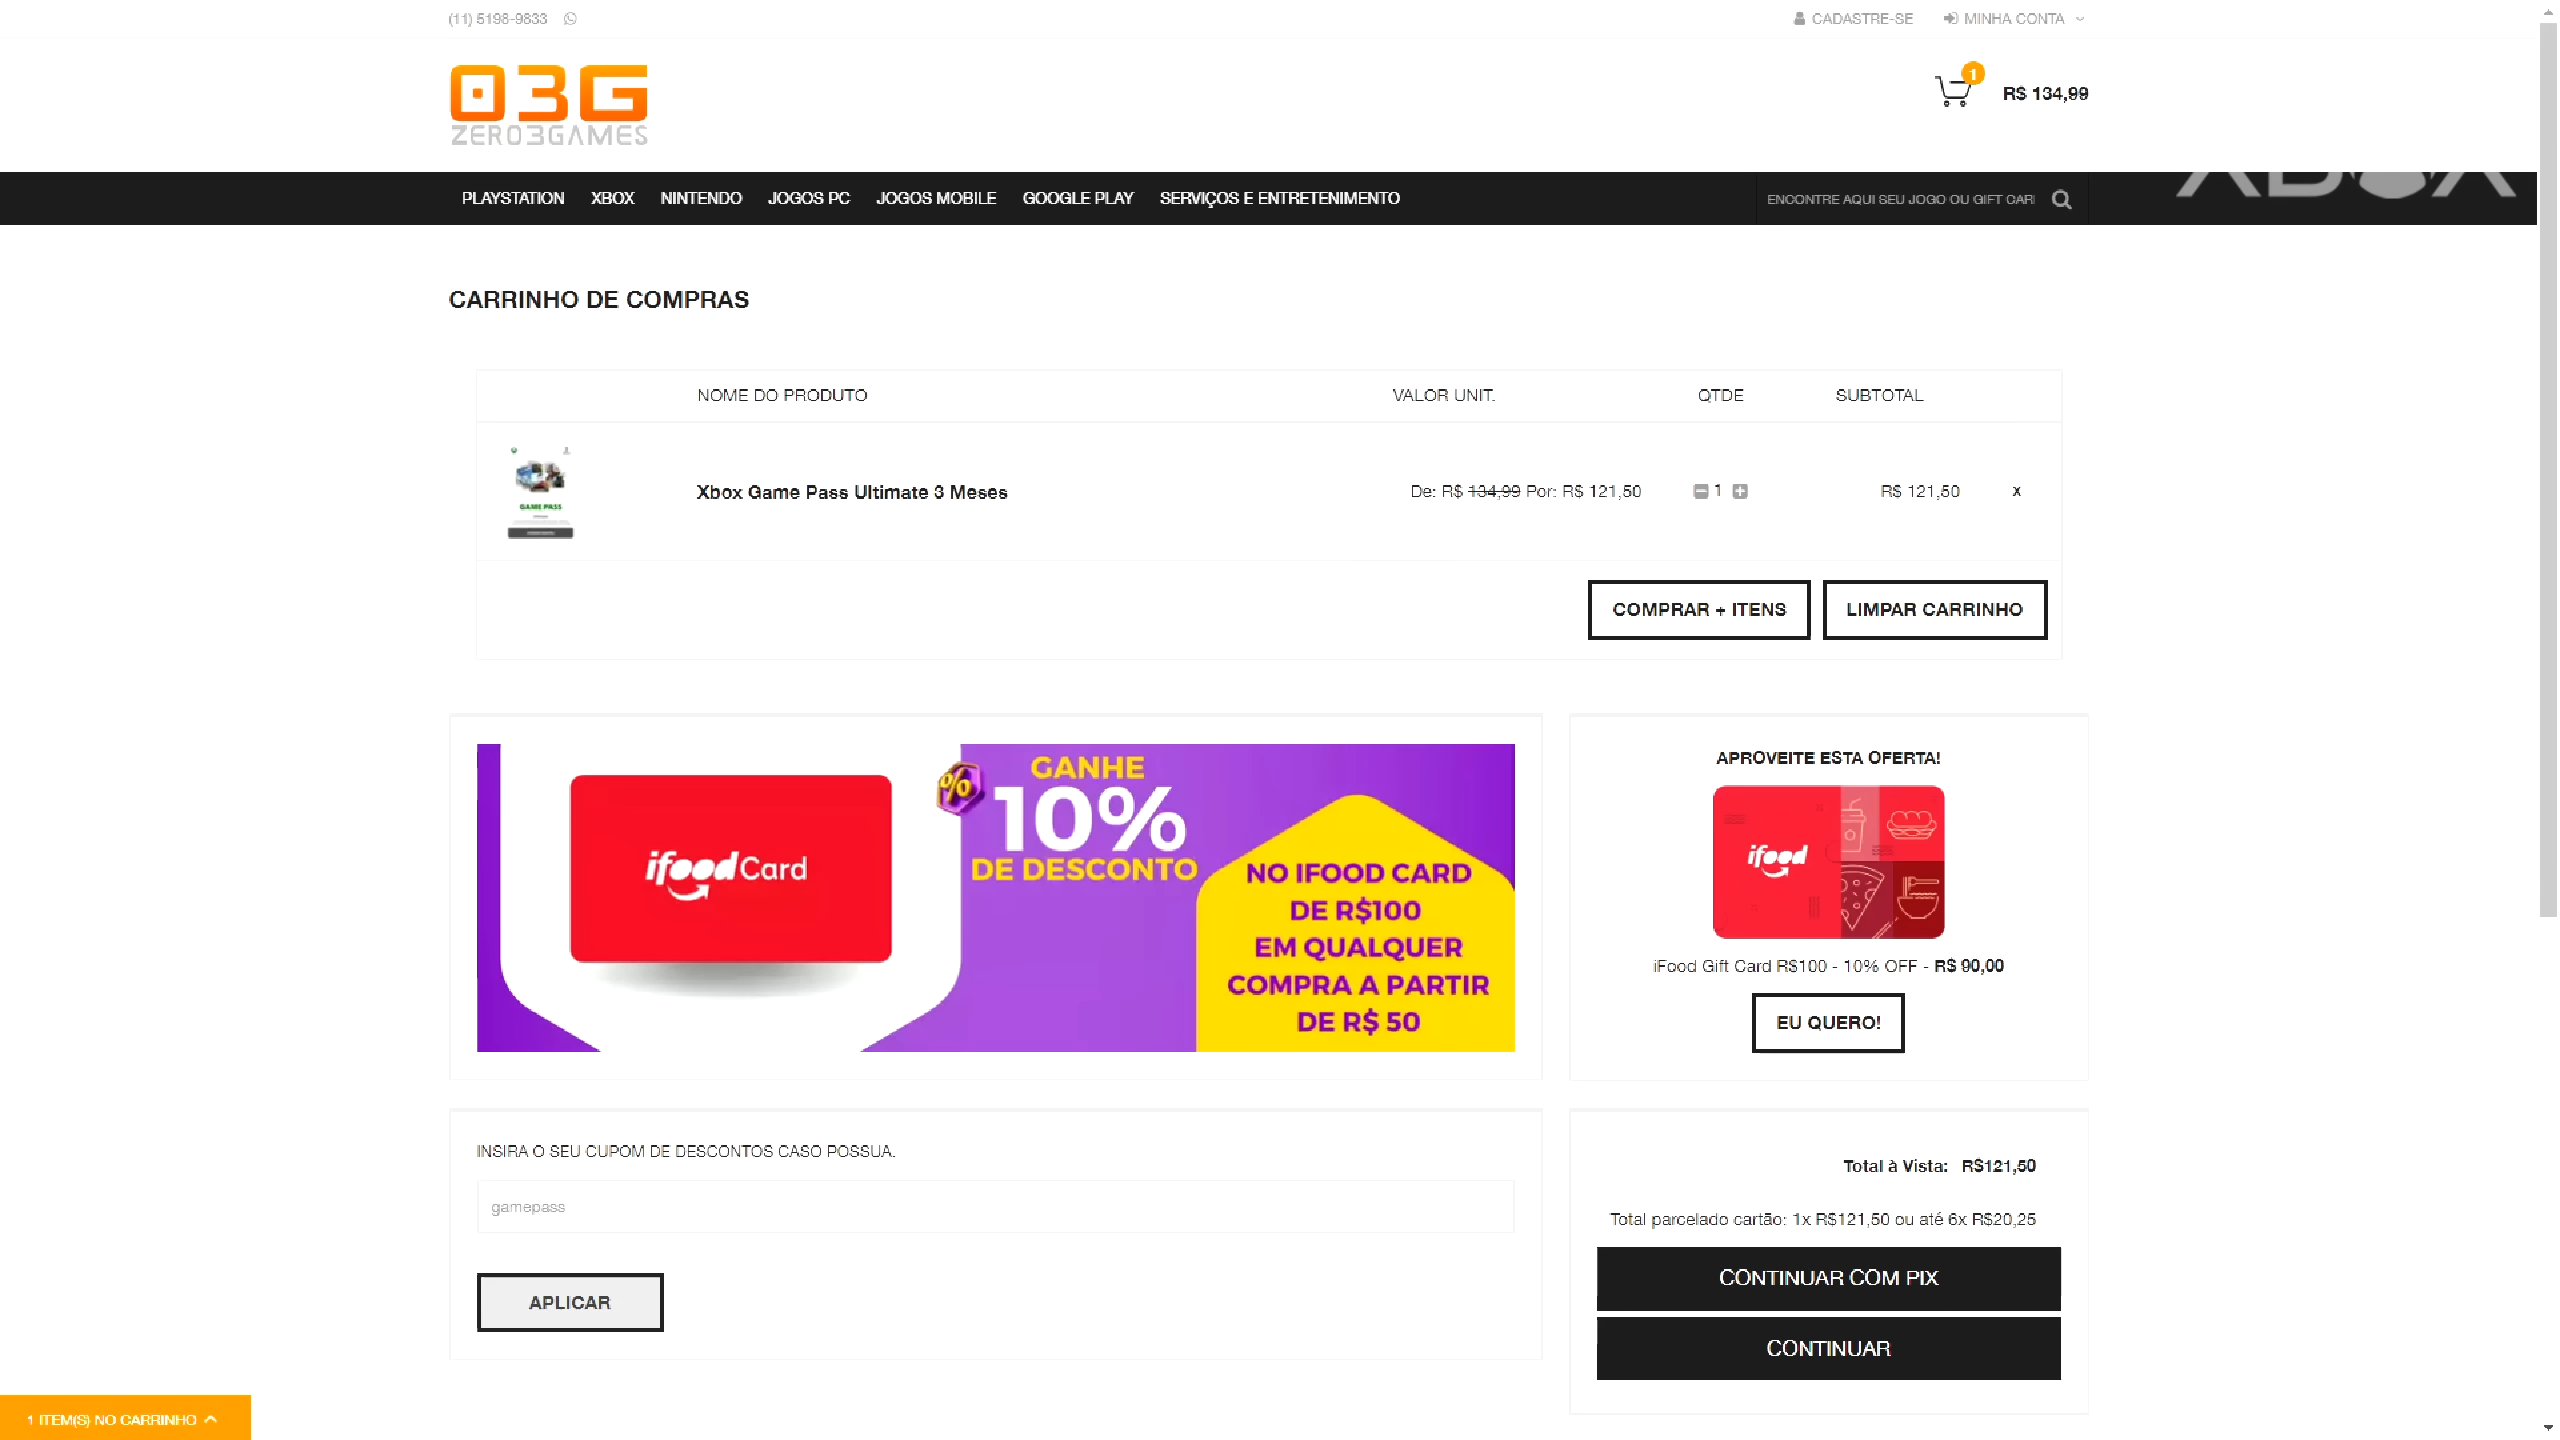 (11) 5198-9833
CADASTRE-SE
MINHA CONTA
03G
ZERO3GAMES
1
R$ 134,99
PLAYSTATION XBOX NINTENDO JOGOS PC JOGOS MOBILE GOOGLE PLAY SERVIÇOS E ENTRETENIMENTO
ENCONTRE AQUI SEU JOGO OU GIFT CAR
XBOX
CARRINHO DE COMPRAS
NOME DO PRODUTO VALOR UNIT. QTDE SUBTOTAL
GAME PASS
Xbox Game Pass Ultimate 3 Meses De: R$ 134,99 Por: R$ 121,50 1 R$ 121,50 x
COMPRAR + ITENS LIMPAR CARRINHO
ifood Card
%
GANHE
10%
DE DESCONTO
NO IFOOD CARD
DE R$100
EM QUALQUER
COMPRA A PARTIR
DE R$ 50
APROVEITE ESTA OFERTA!
ifood
iFood Gift Card R$100 - 10% OFF - R$ 90,00
EU QUERO!
INSIRA O SEU CUPOM DE DESCONTOS CASO POSSUA.
gamepass
APLICAR
Total à Vista: R$121,50
Total parcelado cartão: 1x R$121,50 ou até 6x R$20,25
CONTINUAR COM PIX
CONTINUAR
1 ITEM(S) NO CARRINHO